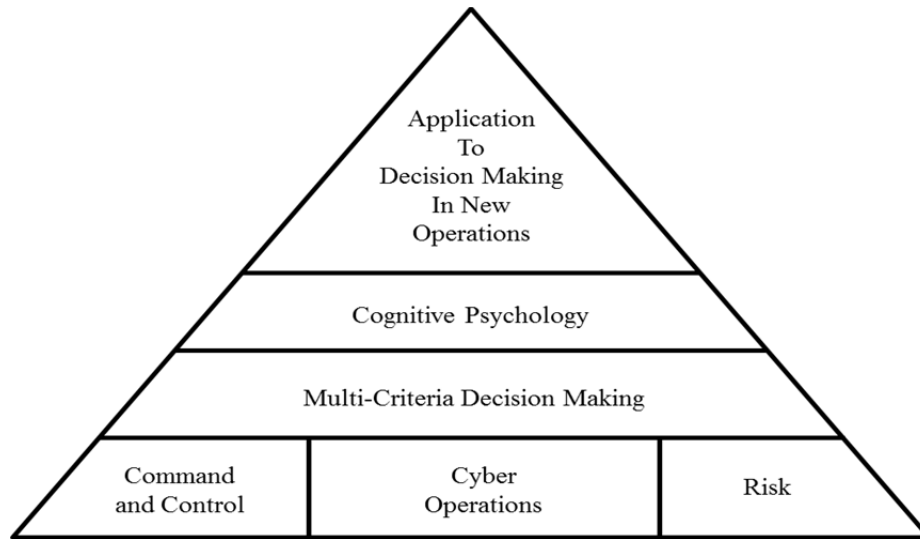 Application
To
Decision Making
In New
Operations
Cognitive Psychology
Multi-Criteria Decision Making
Command
and Control
Cyber
Operations
Risk